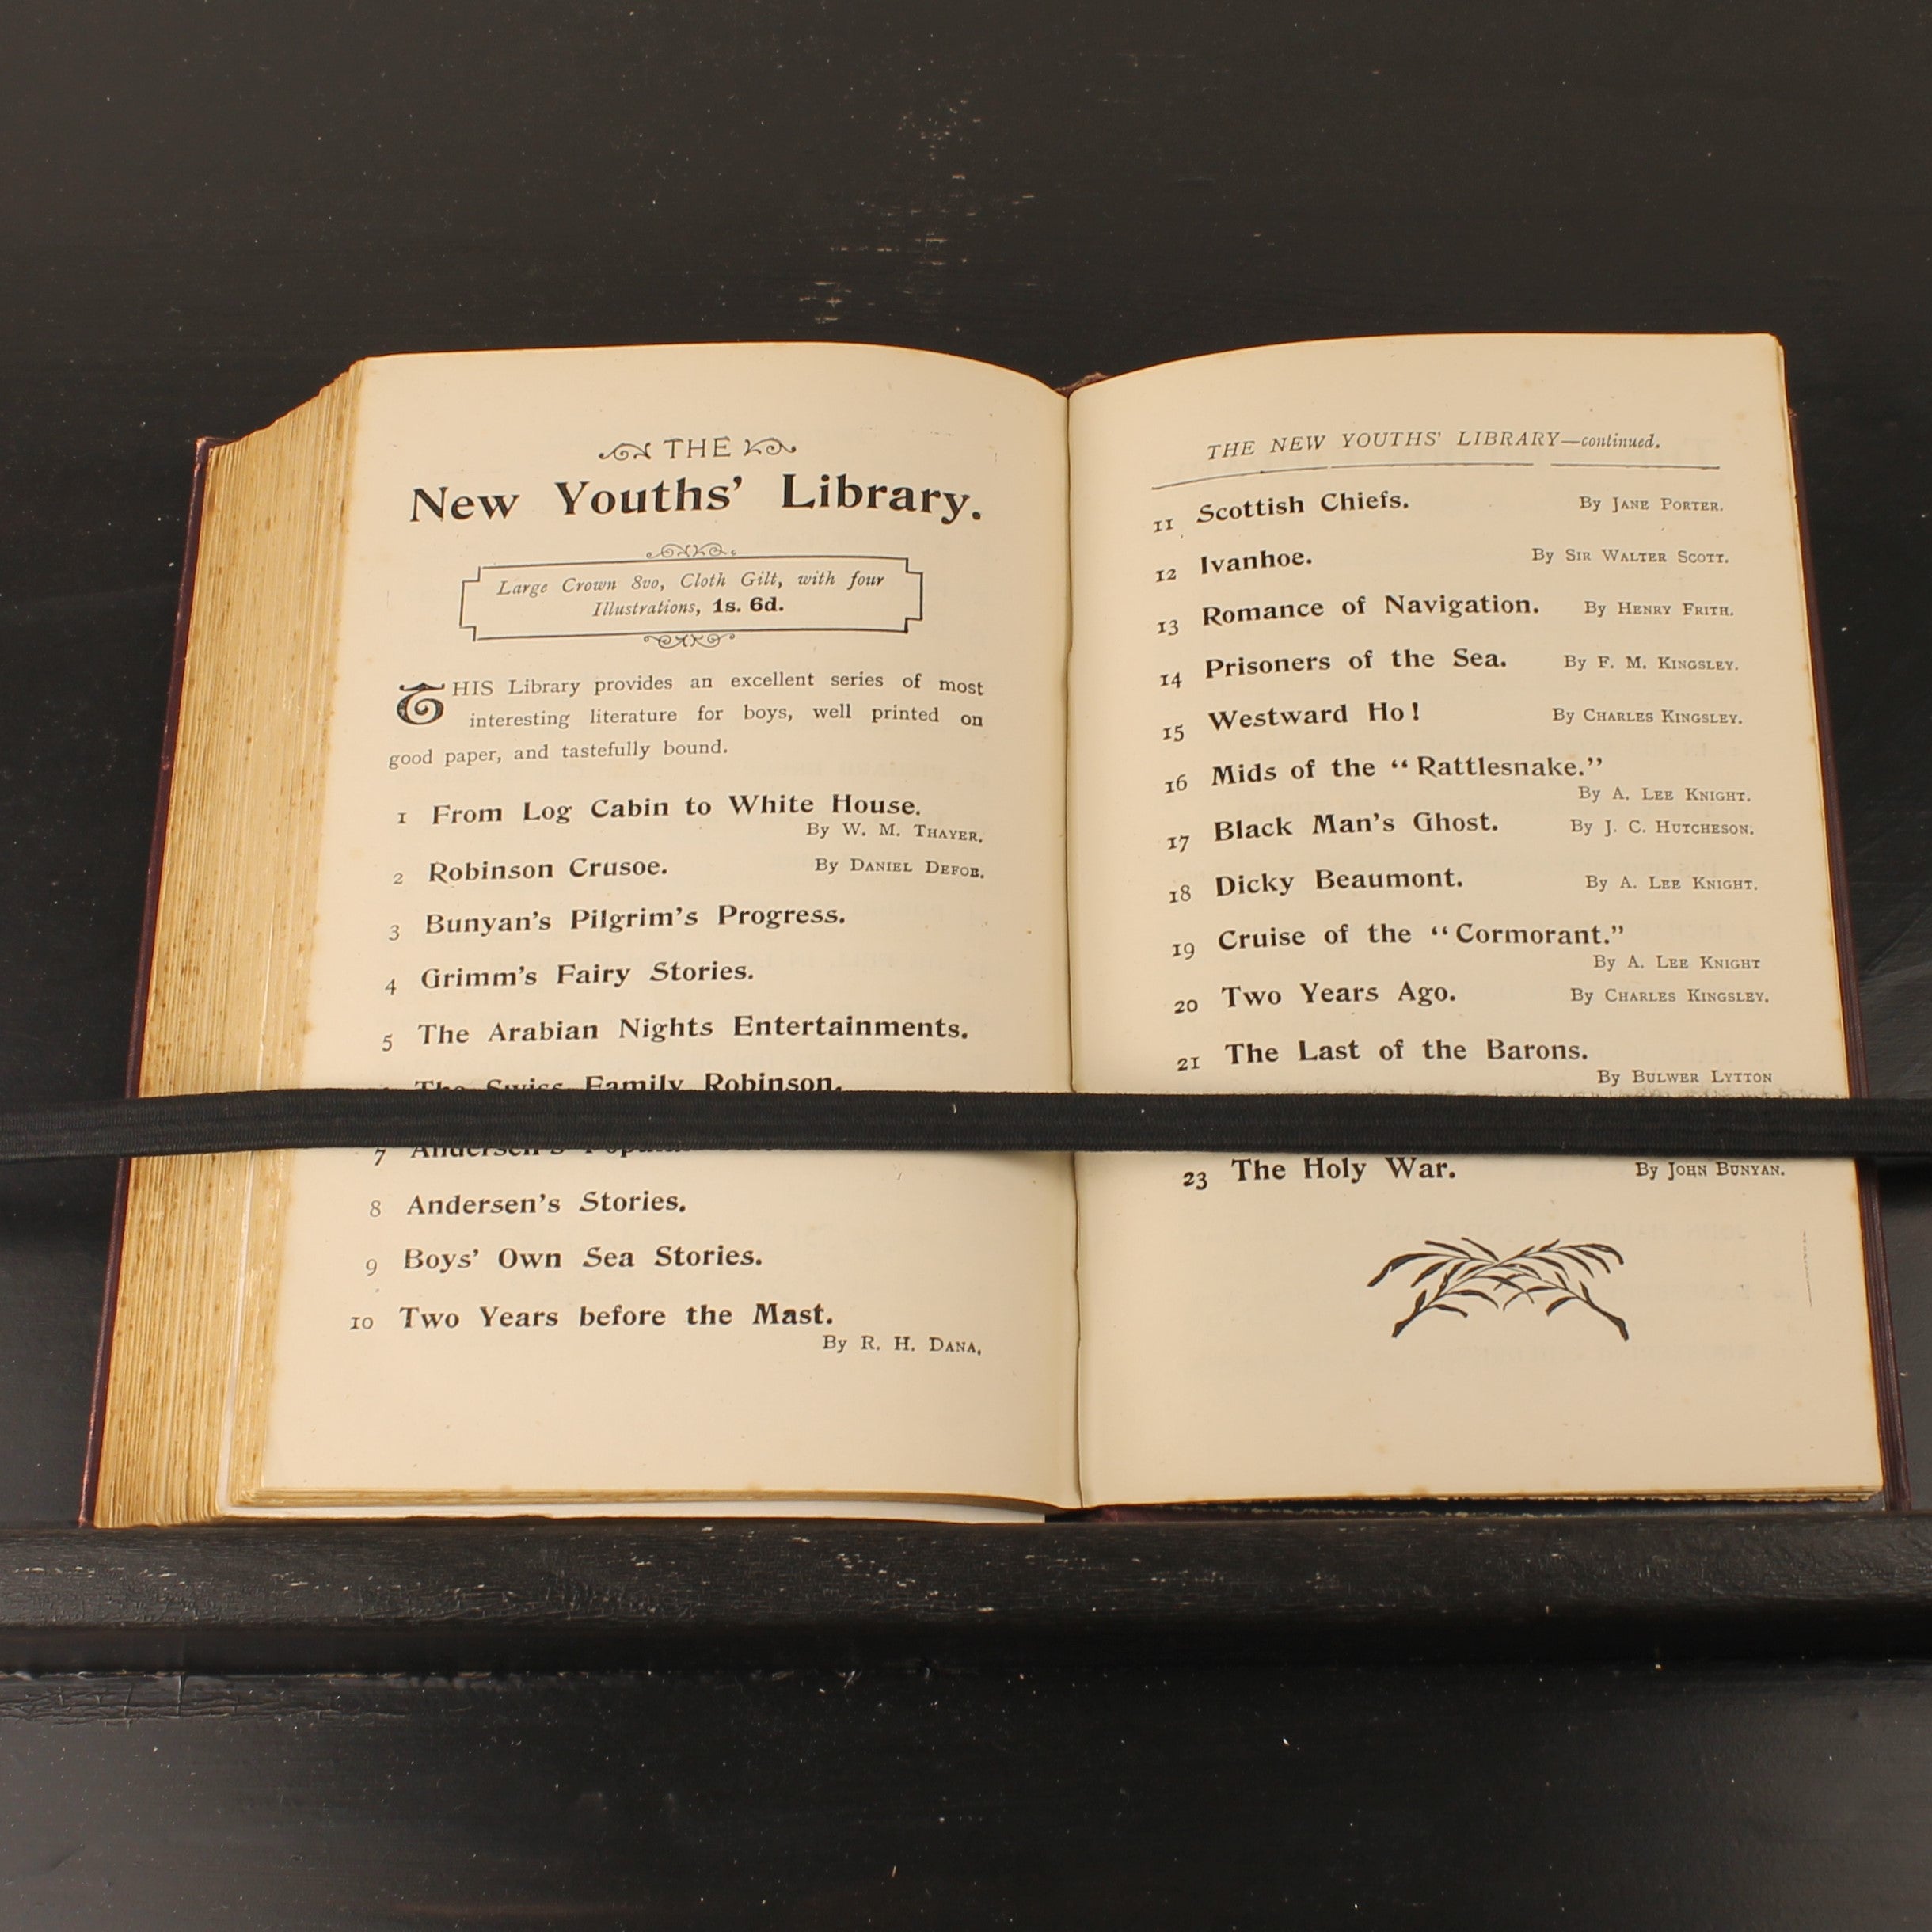 THE
New Youths' Library.
Large Crown 8vo, Cloth Gilt, with four
Illustrations, 1s. 6d.
THIS Library provides an excellent series of most
interesting literature for boys, well printed on
good paper, and tastefully bound.
1 From Log Cabin to White House.
By W. M. THAYER.
2 Robinson Crusoe. By DANIEL DEFOE.
3 Bunyan's Pilgrim's Progress.
4 Grimm's Fairy Stories.
5 The Arabian Nights Entertainments.
The Swiss Family Robinson.
7 Andersen's Popular
8 Andersen's Stories.
9 Boys' Own Sea Stories.
10 Two Years before the Mast.
By R. H. DANA.
THE NEW YOUTHS' LIBRARY—continued.
11 Scottish Chiefs. By JANE PORTER.
12 Ivanhoe. By SIR WALTER SCOTT.
13 Romance of Navigation. By HENRY FRITH.
14 Prisoners of the Sea. By F. M. KINGSLEY.
15 Westward Ho! By CHARLES KINGSLEY.
16 Mids of the "Rattlesnake."
By A. LEE KNIGHT.
17 Black Man's Ghost. By J. C. HUTCHESON.
18 Dicky Beaumont. By A. LEE KNIGHT.
19 Cruise of the "Cormorant."
By A. LEE KNIGHT
20 Two Years Ago. By CHARLES KINGSLEY.
21 The Last of the Barons.
By BULWER LYTTON
23 The Holy War. By JOHN BUNYAN.